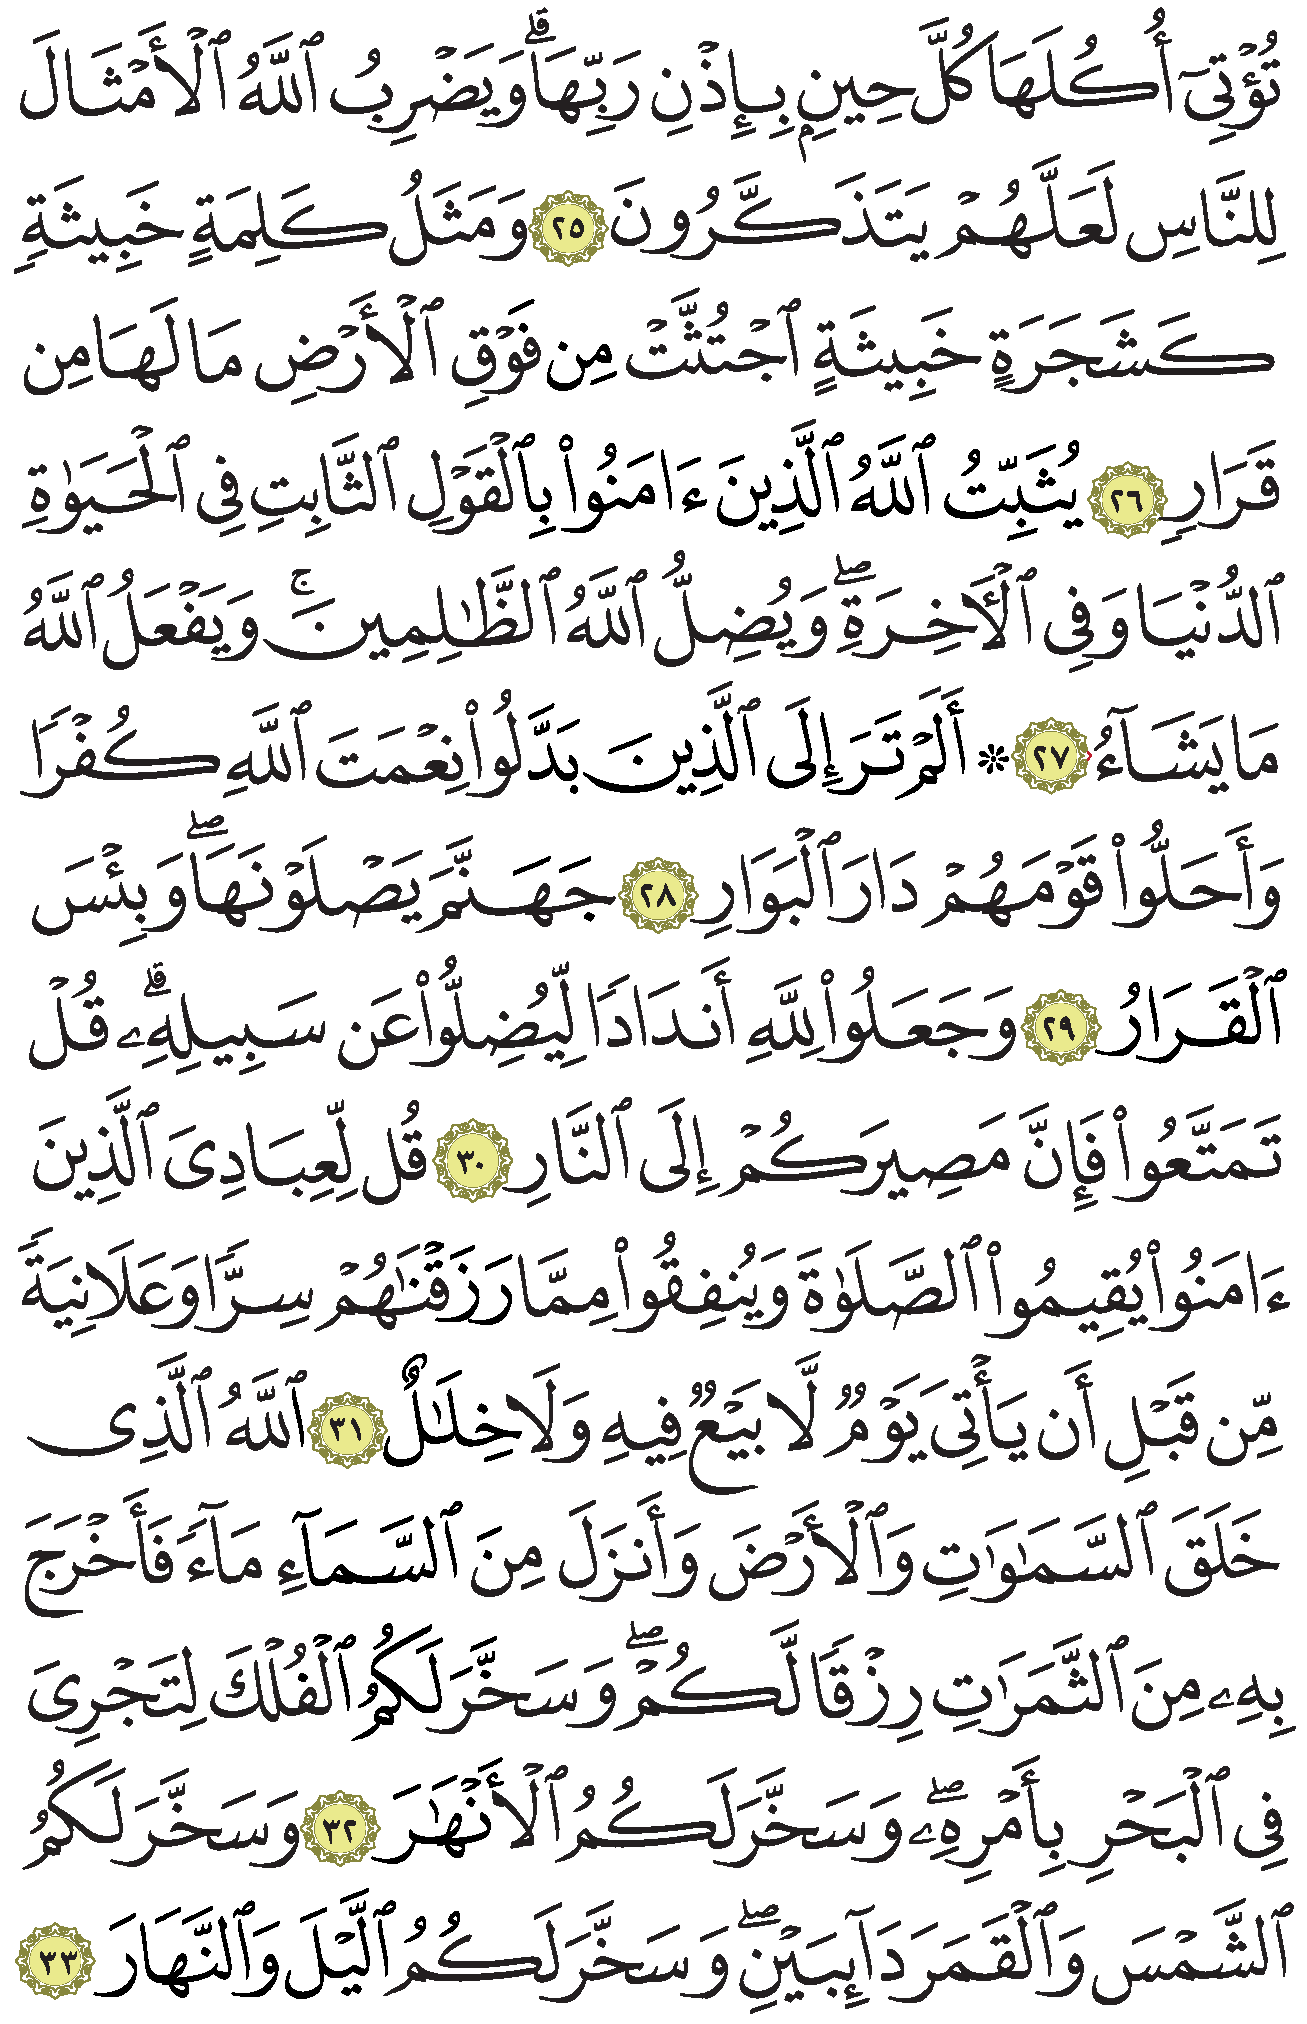 تُؤۡتِيٓ أُكُلَهَا كُلَّ حِينِۭ بِإِذۡنِ رَبِّهَاۗ وَيَضۡرِبُ ٱللَّهُ ٱلۡأَمۡثَالَ
لِلنَّاسِ لَعَلَّهُمۡ يَتَذَكَّرُونَ ٢٥ وَمَثَلُ كَلِمَةٍ خَبِيثَةٖ
كَشَجَرَةٍ خَبِيثَةٍ ٱجۡتُثَّتۡ مِن فَوۡقِ ٱلۡأَرۡضِ مَا لَهَا مِن
قَرَارٖ ٢٦ يُثَبِّتُ ٱللَّهُ ٱلَّذِينَ ءَامَنُواْ بِٱلۡقَوۡلِ ٱلثَّابِتِ فِي ٱلۡحَيَوٰةِ
ٱلدُّنۡيَا وَفِي ٱلۡأٓخِرَةِۖ وَيُضِلُّ ٱللَّهُ ٱلظَّٰلِمِينَۚ وَيَفۡعَلُ ٱللَّهُ
مَا يَشَآءُ ٢٧ ۞ أَلَمۡ تَرَ إِلَى ٱلَّذِينَ بَدَّلُواْ نِعۡمَتَ ٱللَّهِ كُفۡرٗا
وَأَحَلُّواْ قَوۡمَهُمۡ دَارَ ٱلۡبَوَارِ ٢٨ جَهَنَّمَ يَصۡلَوۡنَهَاۖ وَبِئۡسَ
ٱلۡقَرَارُ ٢٩ وَجَعَلُواْ لِلَّهِ أَندَادٗا لِّيُضِلُّواْ عَن سَبِيلِهِۦۗ قُلۡ
تَمَتَّعُواْ فَإِنَّ مَصِيرَكُمۡ إِلَى ٱلنَّارِ ٣٠ قُل لِّعِبَادِيَ ٱلَّذِينَ
ءَامَنُواْ يُقِيمُواْ ٱلصَّلَوٰةَ وَيُنفِقُواْ مِمَّا رَزَقۡنَٰهُمۡ سِرّٗا وَعَلَانِيَةٗ
مِّن قَبۡلِ أَن يَأۡتِيَ يَوۡمٞ لَّا بَيۡعٞ فِيهِ وَلَا خِلَٰلٌ ٣١ ٱللَّهُ ٱلَّذِي
خَلَقَ ٱلسَّمَٰوَٰتِ وَٱلۡأَرۡضَ وَأَنزَلَ مِنَ ٱلسَّمَآءِ مَآءٗ فَأَخۡرَجَ
بِهِۦ مِنَ ٱلثَّمَرَٰتِ رِزۡقٗا لَّكُمۡۖ وَسَخَّرَ لَكُمُ ٱلۡفُلۡكَ لِتَجۡرِيَ
فِي ٱلۡبَحۡرِ بِأَمۡرِهِۦۖ وَسَخَّرَ لَكُمُ ٱلۡأَنۡهَٰرَ ٣٢ وَسَخَّرَ لَكُمُ
ٱلشَّمۡسَ وَٱلۡقَمَرَ دَآئِبَيۡنِۖ وَسَخَّرَ لَكُمُ ٱلَّيۡلَ وَٱلنَّهَارَ ٣٣